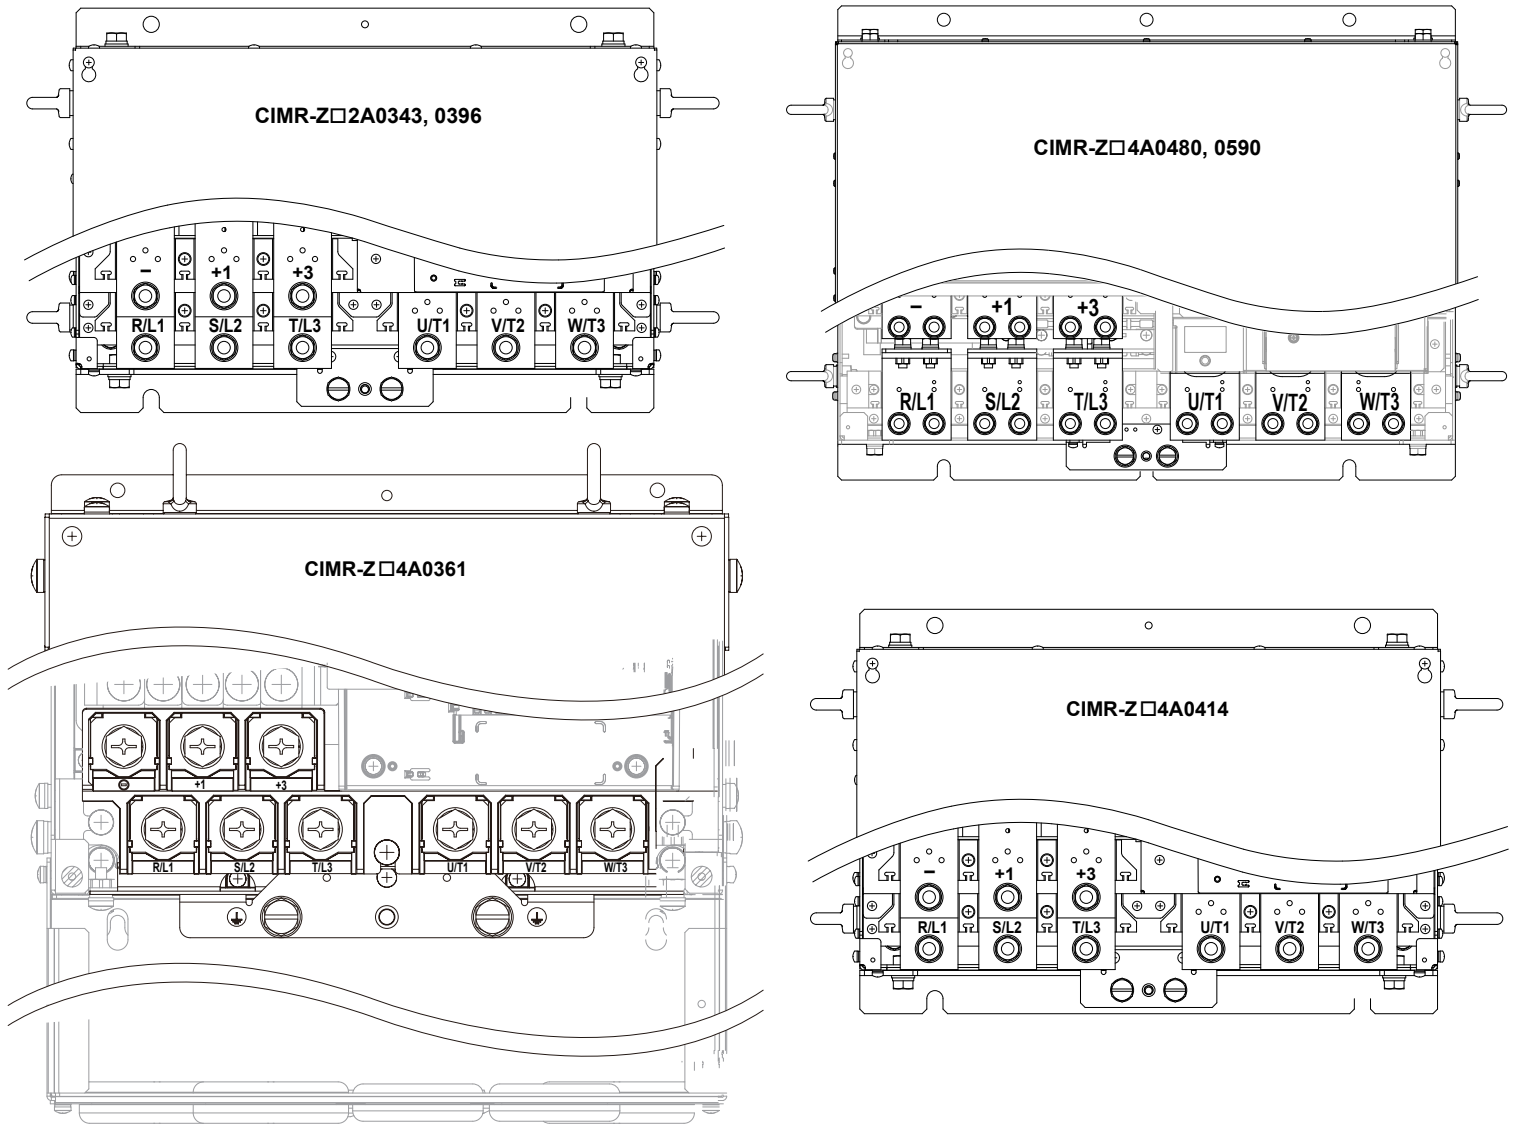 CIMR-Z□2A0343, 0396
– +1 +3
R/L1 S/L2 T/L3 U/T1 V/T2 W/T3
CIMR-Z□4A0480, 0590
– +1 +3
R/L1 S/L2 T/L3 U/T1 V/T2 W/T3
CIMR-Z□4A0361
⊖ +1 +3
R/L1 S/L2 T/L3 U/T1 V/T2 W/T3
CIMR-Z□4A0414
– +1 +3
R/L1 S/L2 T/L3 U/T1 V/T2 W/T3